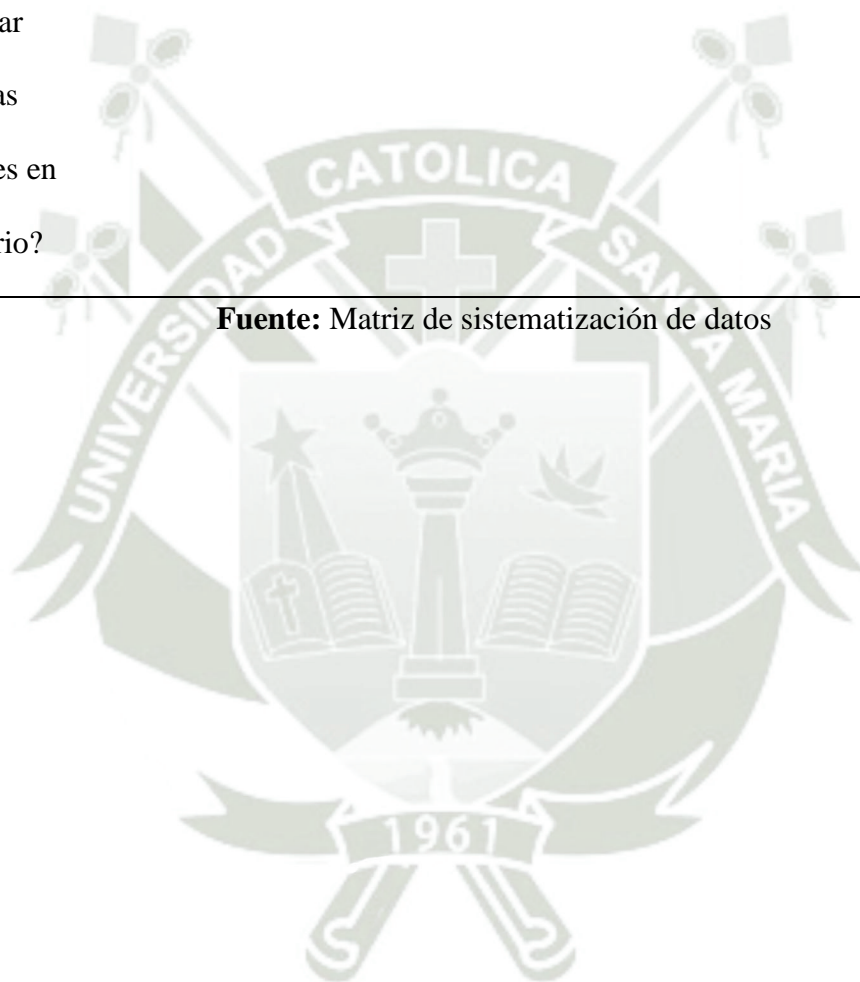 ar
as
es en
rio?
Fuente: Matriz de sistematización de datos
UNIVERSIDAD CATOLICA SANTA MARIA
1961